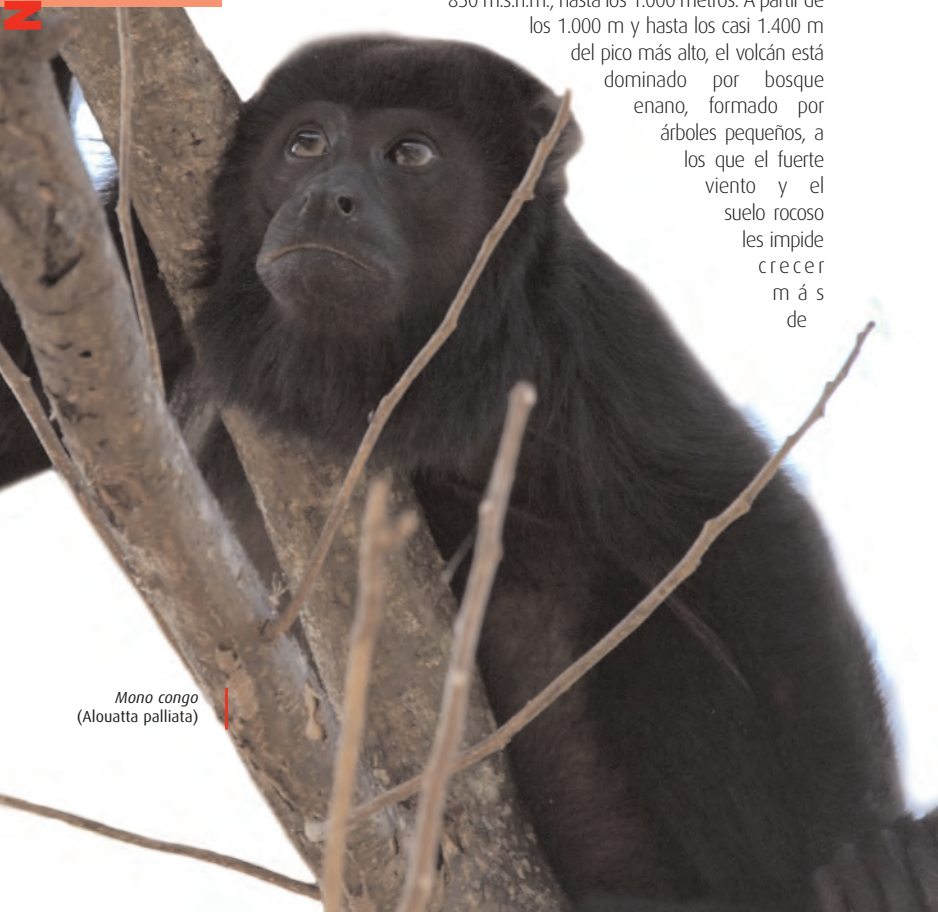 850 m.s.n.m., hasta los 1.000 metros. A partir de
los 1.000 m y hasta los casi 1.400 m
del pico más alto, el volcán está
dominado por bosque
enano, formado por
árboles pequeños, a
los que el fuerte
viento y el
suelo rocoso
les impide
crecer
más
de
N
Mono congo
(Alouatta palliata)